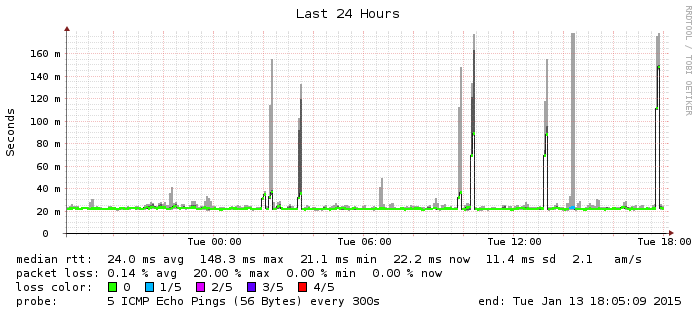 Last 24 Hours
RRDTOOL / TOBI OETIKER
Seconds
160 m
140 m
120 m
100 m
80 m
60 m
40 m
20 m
0
Tue 00:00 Tue 06:00 Tue 12:00 Tue 18:00
median rtt: 24.0 ms avg 148.3 ms max 21.1 ms min 22.2 ms now 11.4 ms sd 2.1 am/s
packet loss: 0.14 % avg 20.00 % max 0.00 % min 0.00 % now
loss color: 0 1/5 2/5 3/5 4/5
probe: 5 ICMP Echo Pings (56 Bytes) every 300s end: Tue Jan 13 18:05:09 2015